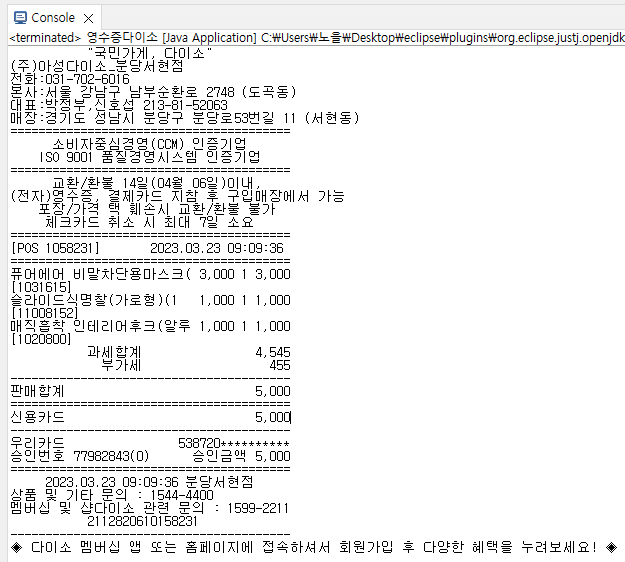 Console
<terminated> 영수증다이소 [Java Application] C:₩Users₩노을₩Desktop₩eclipse₩plugins₩org.eclipse.justj.openjdk
"국민가게, 다이소"
(주)아성다이소_분당서현점
전화:031-702-6016
본사:서울 강남구 남부순환로 2748 (도곡동)
대표:박정부,신호섭 213-81-52063
매장:경기도 성남시 분당구 분당로53번길 11 (서현동)
========================================
소비자중심경영(CCM) 인증기업
ISO 9001 품질경영시스템 인증기업
========================================
교환/환불 14일(04월 06일)이내,
(전자)영수증, 결제카드 지참 후 구입매장에서 가능
포장/가격 택 훼손시 교환/환불 불가
체크카드 취소 시 최대 7일 소요
========================================
[POS 1058231] 2023.03.23 09:09:36
========================================
퓨어에어 비말차단용마스크( 3,000 1 3,000
[1031615]
슬라이드식명찰(가로형)(1 1,000 1 1,000
[11008152]
매직흡착 인테리어후크(알루 1,000 1 1,000
[1020800]
과세합계 4,545
부가세 455
----------------------------------------
판매합계 5,000
========================================
신용카드 5,000
----------------------------------------
우리카드 538720**********
승인번호 77982843(0) 승인금액 5,000
========================================
2023.03.23 09:09:36 분당서현점
상품 및 기타 문의 : 1544-4400
멤버십 및 샵다이소 관련 문의 : 1599-2211
2112820610158231
----------------------------------------
◈ 다이소 멤버십 앱 또는 홈페이지에 접속하셔서 회원가입 후 다양한 혜택을 누려보세요! ◈